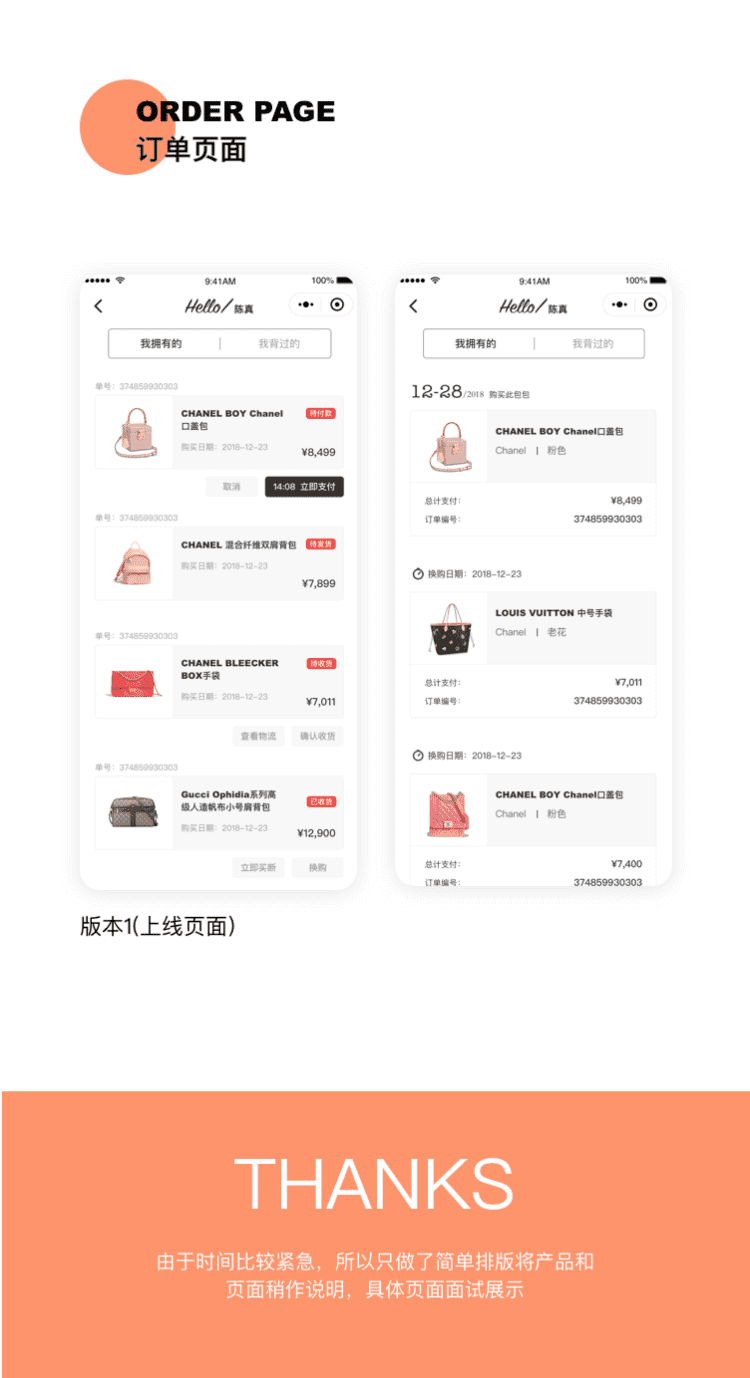 ORDER PAGE
订单页面
9:41AM
100%
Hello/ 陈真
我拥有的 | 我背过的
单号：374859930303
CHANEL BOY Chanel
口盖包
待付款
购买日期：2018-12-23
¥8,499
取消
14:08 立即支付
单号：374859930303
CHANEL 混合纤维双肩背包
待发货
购买日期：2018-12-23
¥7,899
单号：374859930303
CHANEL BLEECKER
BOX手袋
待收货
购买日期：2018-12-23
¥7,011
查看物流
确认收货
单号：374859930303
Gucci Ophidia系列高
级人造帆布小号肩背包
已收货
购买日期：2018-12-23
¥12,900
立即买断
换购
9:41AM
100%
Hello/ 陈真
我拥有的 | 我背过的
12-28/2018 购买此包包
CHANEL BOY Chanel口盖包
Chanel | 粉色
总计支付：
¥8,499
订单编号：
374859930303
换购日期：2018-12-23
LOUIS VUITTON 中号手袋
Chanel | 老花
总计支付：
¥7,011
订单编号：
374859930303
换购日期：2018-12-23
CHANEL BOY Chanel口盖包
Chanel | 粉色
总计支付：
¥7,400
订单编号：
374859930303
版本1(上线页面)
THANKS
由于时间比较紧急，所以只做了简单排版将产品和
页面稍作说明，具体页面面试展示